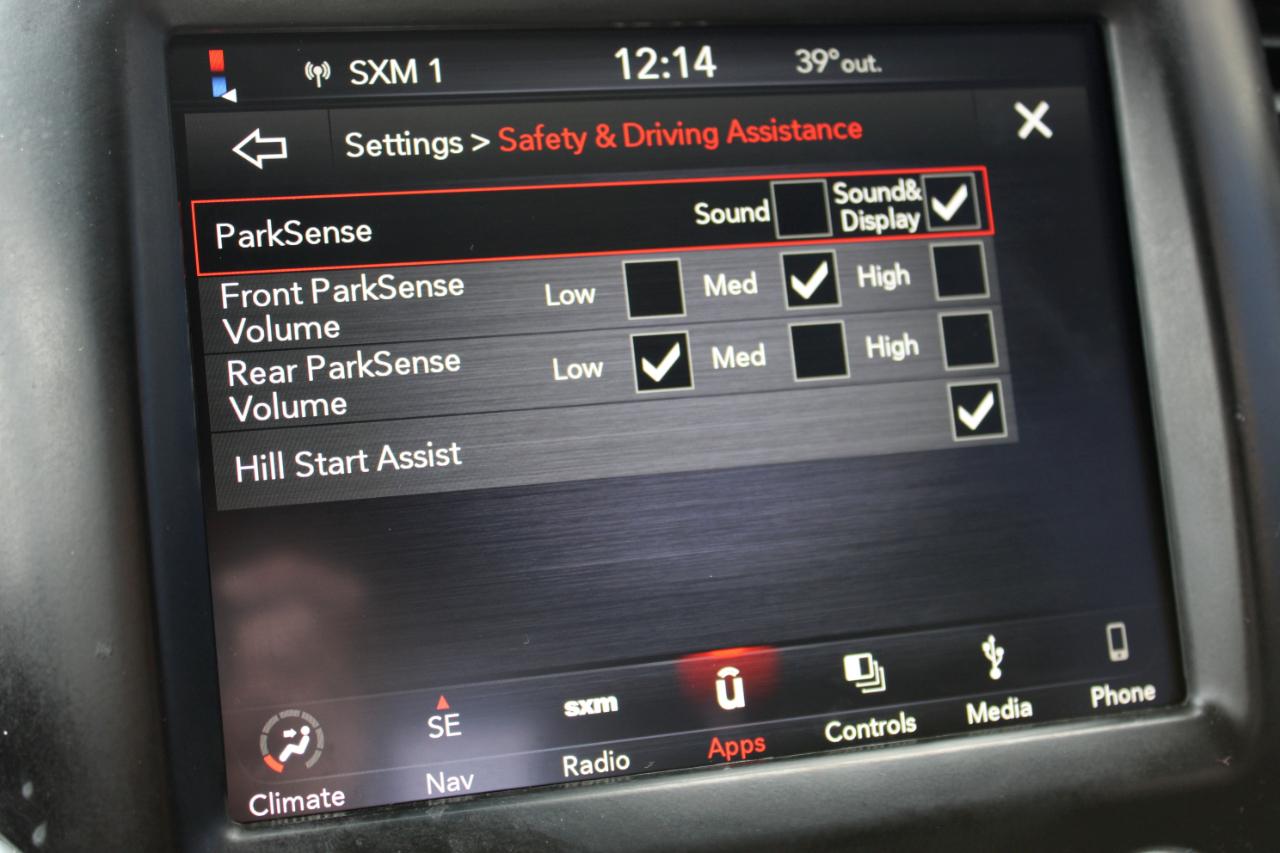 SXM 1 12:14 39° out.
Settings > Safety & Driving Assistance
ParkSense Sound Sound& Display
Front ParkSense Volume Low Med High
Rear ParkSense Volume Low Med High
Hill Start Assist
SE sxm û
Climate Nav Radio Apps Controls Media Phone